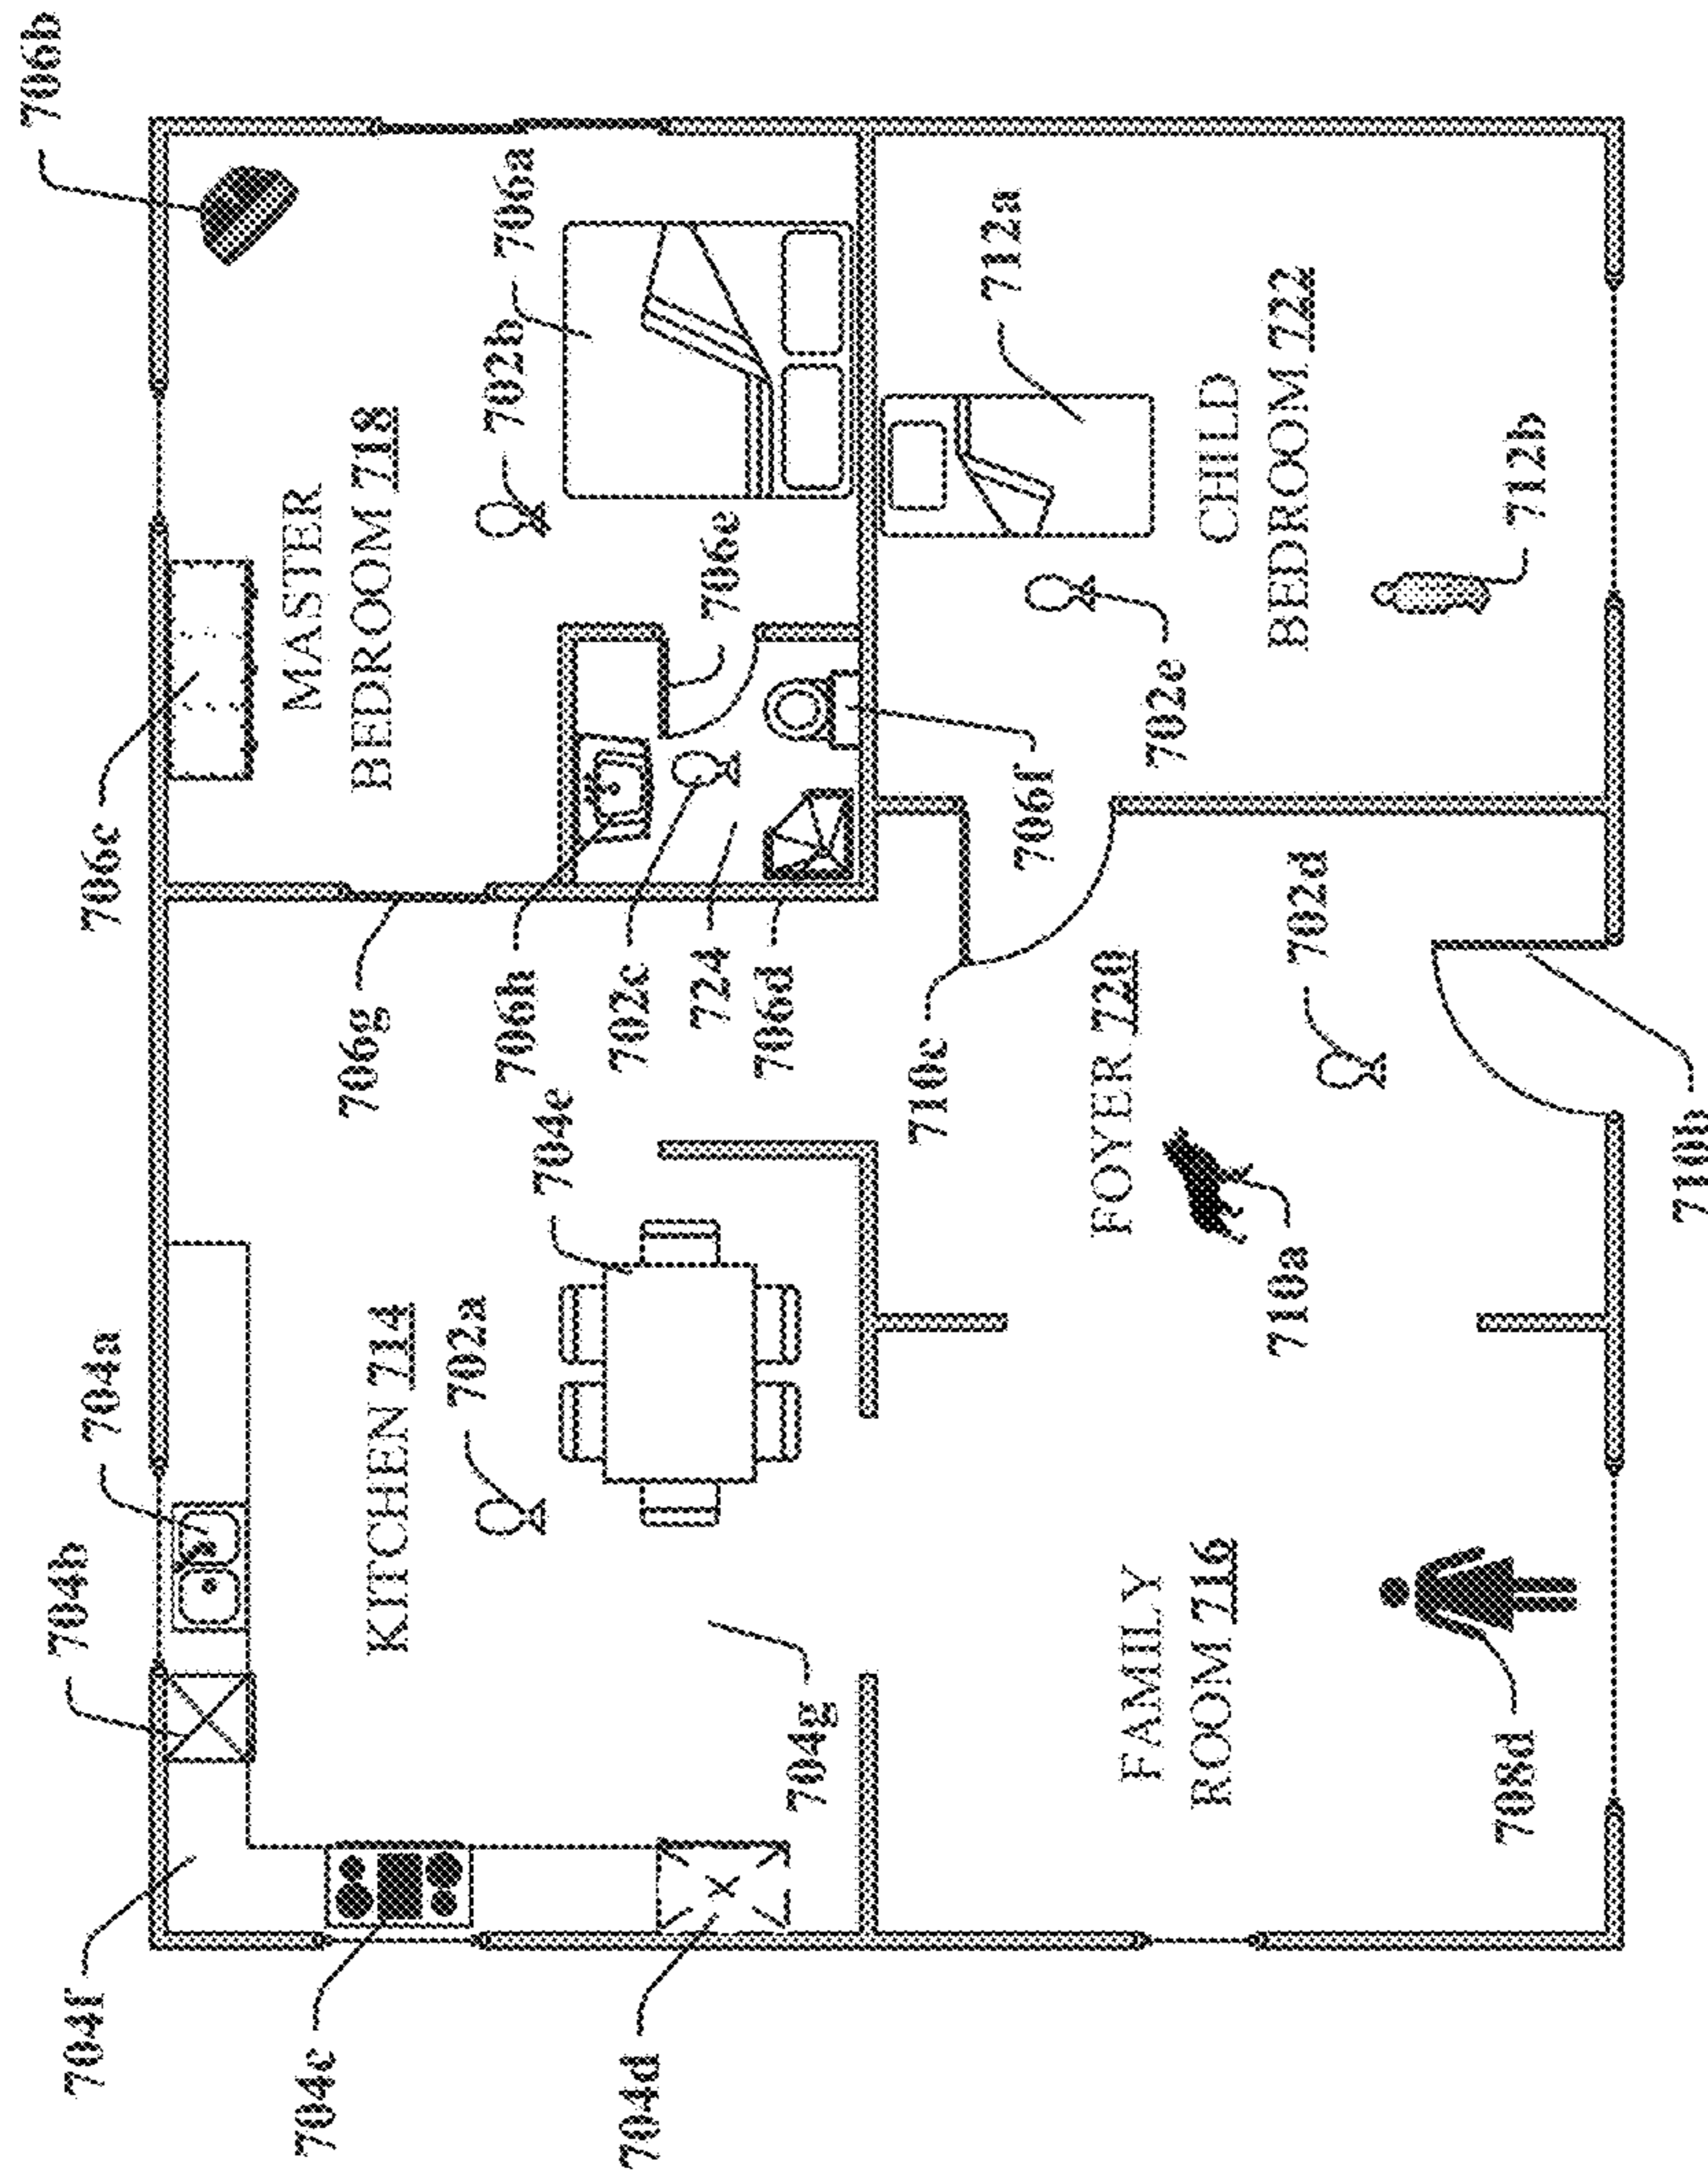 704f
704b
704a
706c
706b
704c
704d
KITCHEN 714
702a
704e
706g
MASTER
BEDROOM 718
702b
706a
706h
702c
724
706d
706e
704g
710c
706f
712a
FAMILY
ROOM 716
FOYER 720
702e
CHILD
BEDROOM 722
710a
702d
708d
712b
710b